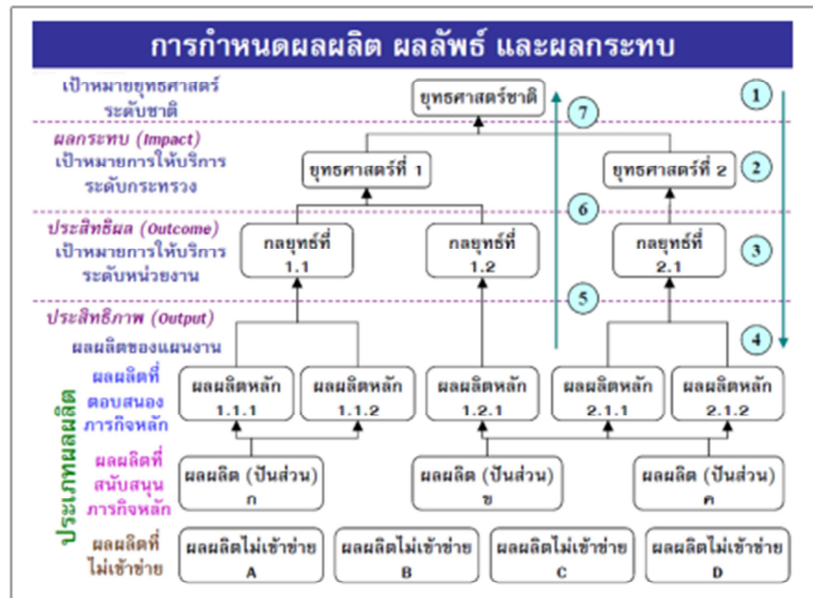 การกำหนดผลผลิต ผลลัพธ์ และผลกระทบ
เป้าหมายยุทธศาสตร์
ระดับชาติ
ยุทธศาสตร์ชาติ
1
7
ผลกระทบ (Impact)
เป้าหมายการให้บริการ
ระดับกระทรวง
ยุทธศาสตร์ที่ 1
ยุทธศาสตร์ที่ 2
2
6
ประสิทธิผล (Outcome)
เป้าหมายการให้บริการ
ระดับหน่วยงาน
กลยุทธ์ที่
1.1
กลยุทธ์ที่
1.2
กลยุทธ์ที่
2.1
3
5
ประสิทธิภาพ (Output)
ผลผลิตของแผนงาน
4
ประเภทผลผลิต
ผลผลิตที่
ตอบสนอง
ภารกิจหลัก
ผลผลิตหลัก
1.1.1
ผลผลิตหลัก
1.1.2
ผลผลิตหลัก
1.2.1
ผลผลิตหลัก
2.1.1
ผลผลิตหลัก
2.1.2
ผลผลิตที่
สนับสนุน
ภารกิจหลัก
ผลผลิต (ปันส่วน)
ก
ผลผลิต (ปันส่วน)
ข
ผลผลิต (ปันส่วน)
ค
ผลผลิตที่
ไม่เข้าข่าย
ผลผลิตไม่เข้าข่าย
A
ผลผลิตไม่เข้าข่าย
B
ผลผลิตไม่เข้าข่าย
C
ผลผลิตไม่เข้าข่าย
D